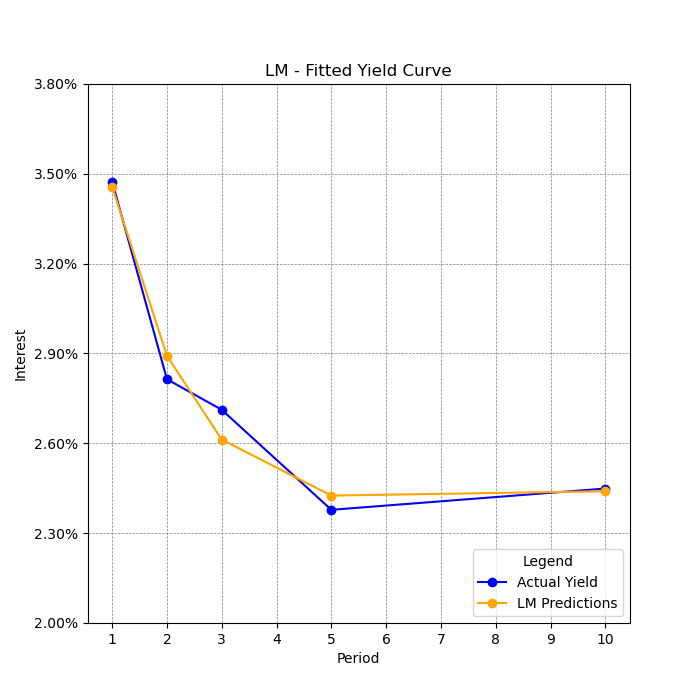 LM - Fitted Yield Curve
3.80%
3.50%
3.20%
2.90%
2.60%
2.30%
2.00%
Interest
1 2 3 4 5 6 7 8 9 10
Period
Legend
Actual Yield
LM Predictions